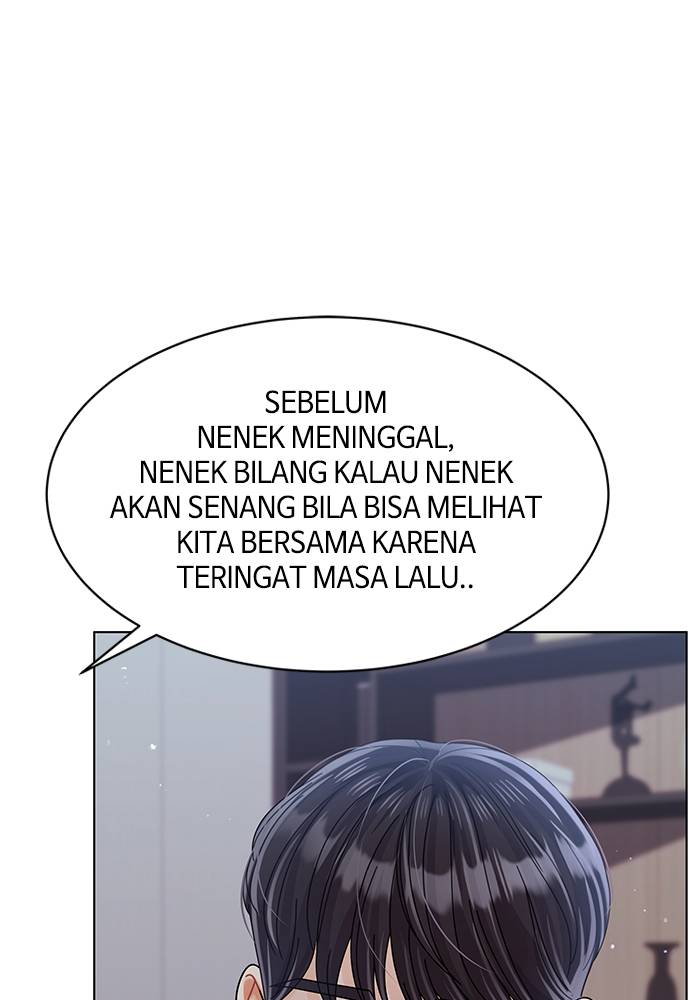 SEBELUM
NENEK MENINGGAL,
NENEK BILANG KALAU NENEK
AKAN SENANG BILA BISA MELIHAT
KITA BERSAMA KARENA
TERINGAT MASA LALU..